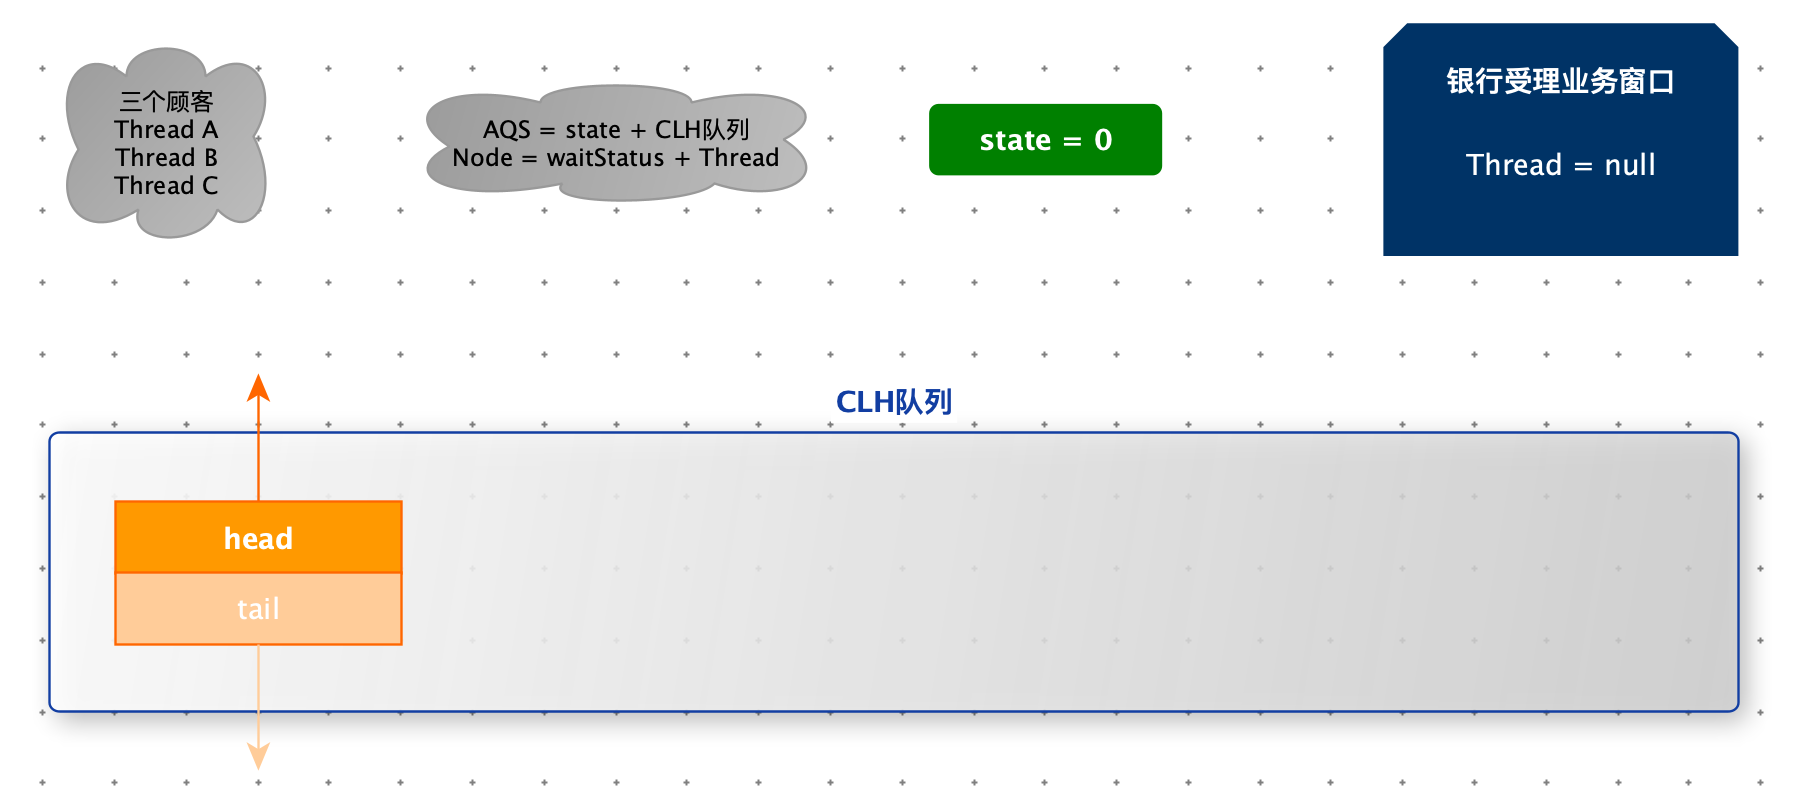 三个顾客
Thread A
Thread B
Thread C
AQS = state + CLH队列
Node = waitStatus + Thread
state = 0
银行受理业务窗口
Thread = null
CLH队列
head
tail